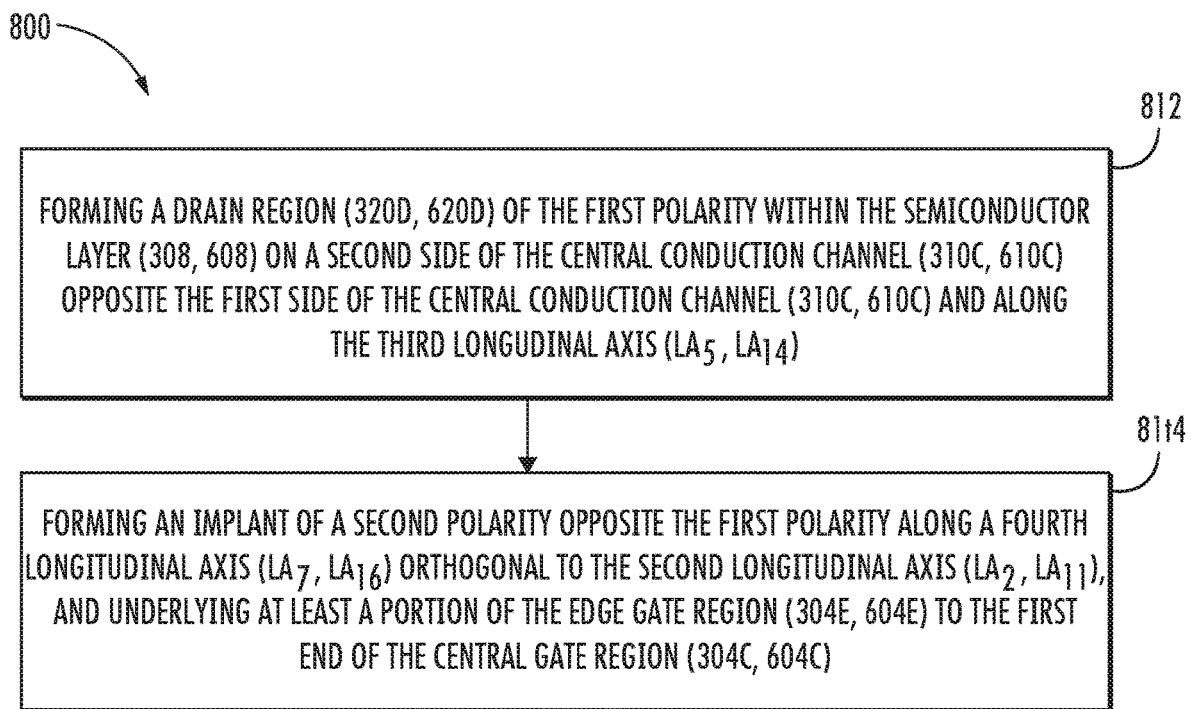 800
812
FORMING A DRAIN REGION (320D, 620D) OF THE FIRST POLARITY WITHIN THE SEMICONDUCTOR
LAYER (308, 608) ON A SECOND SIDE OF THE CENTRAL CONDUCTION CHANNEL (310C, 610C)
OPPOSITE THE FIRST SIDE OF THE CENTRAL CONDUCTION CHANNEL (310C, 610C) AND ALONG
THE THIRD LONGUDINAL AXIS (LA5, LA14)
81t4
FORMING AN IMPLANT OF A SECOND POLARITY OPPOSITE THE FIRST POLARITY ALONG A FOURTH
LONGITUDINAL AXIS (LA7, LA16) ORTHOGONAL TO THE SECOND LONGITUDINAL AXIS (LA2, LA11),
AND UNDERLYING AT LEAST A PORTION OF THE EDGE GATE REGION (304E, 604E) TO THE FIRST
END OF THE CENTRAL GATE REGION (304C, 604C)